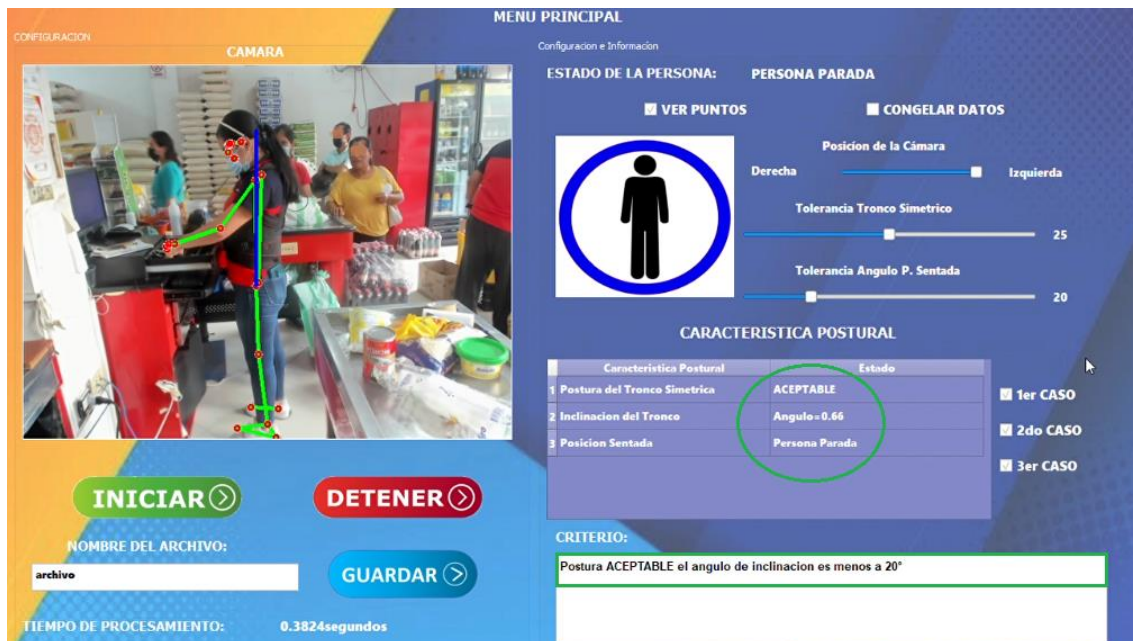 MENU PRINCIPAL
CONFIGURACION
CAMARA
INICIAR
DETENER
NOMBRE DEL ARCHIVO:
archivo
GUARDAR
TIEMPO DE PROCESAMIENTO: 0.3824segundos
Configuracion e Informacion
ESTADO DE LA PERSONA: PERSONA PARADA
VER PUNTOS CONGELAR DATOS
Posicion de la Cámara
Derecha Izquierda
Tolerancia Tronco Simetrico
25
Tolerancia Angulo P. Sentada
20
CARACTERISTICA POSTURAL
Caracteristica Postural Estado
1 Postura del Tronco Simetrica ACEPTABLE
2 Inclinacion del Tronco Angulo=0.66
3 Posicion Sentada Persona Parada
1er CASO
2do CASO
3er CASO
CRITERIO:
Postura ACEPTABLE el angulo de inclinacion es menos a 20°